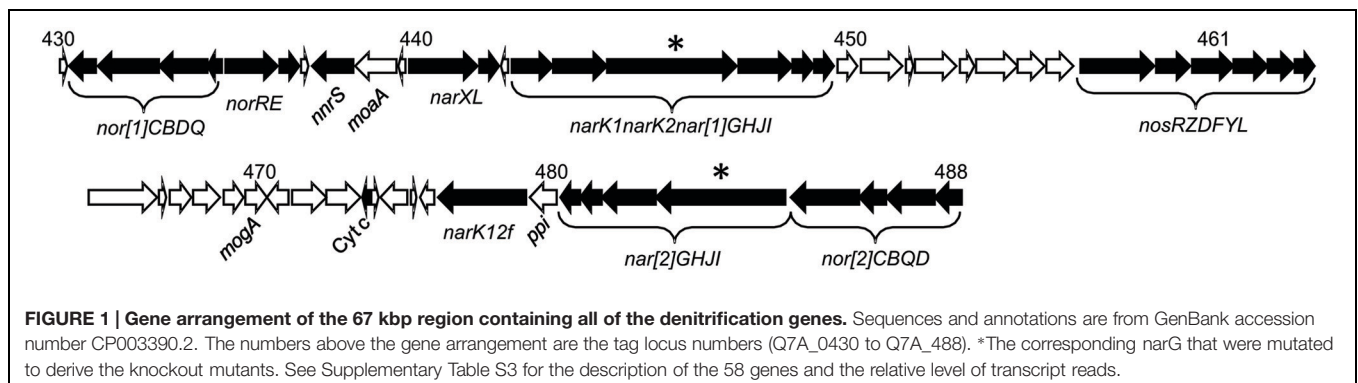 430 440 * 450 461
norRE nnrS moaA narXL
nor[1]CBDQ narK1narK2nar[1]GHJI nosRZDFYL
470 480 * 488
mogA Cyt c narK12f ppi
nar[2]GHJI nor[2]CBQD
FIGURE 1 | Gene arrangement of the 67 kbp region containing all of the denitrification genes. Sequences and annotations are from GenBank accession
number CP003390.2. The numbers above the gene arrangement are the tag locus numbers (Q7A_0430 to Q7A_488). *The corresponding narG that were mutated
to derive the knockout mutants. See Supplementary Table S3 for the description of the 58 genes and the relative level of transcript reads.